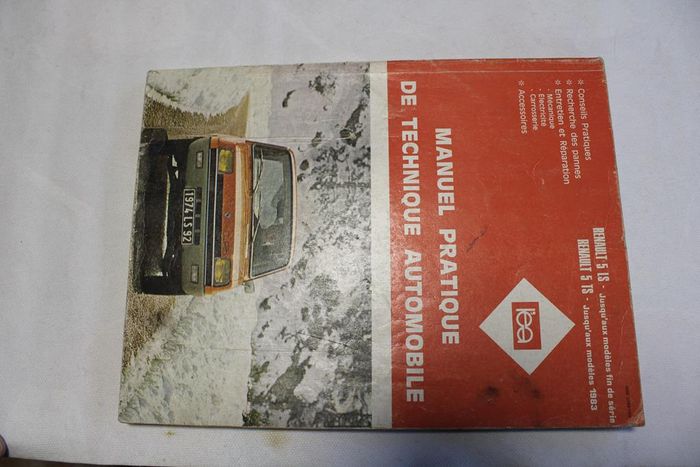 * Conseils Pratiques
* Recherche des pannes
* Entretien et Réparation
- Mécanique
- Électricité
- Carrosserie
* Accessoires
RENAULT 5 LS - Jusqu'aux modèles fin de série
RENAULT 5 TS - Jusqu'aux modèles 1983
l'ea
MANUEL PRATIQUE
DE TECHNIQUE AUTOMOBILE
1974 LS 92